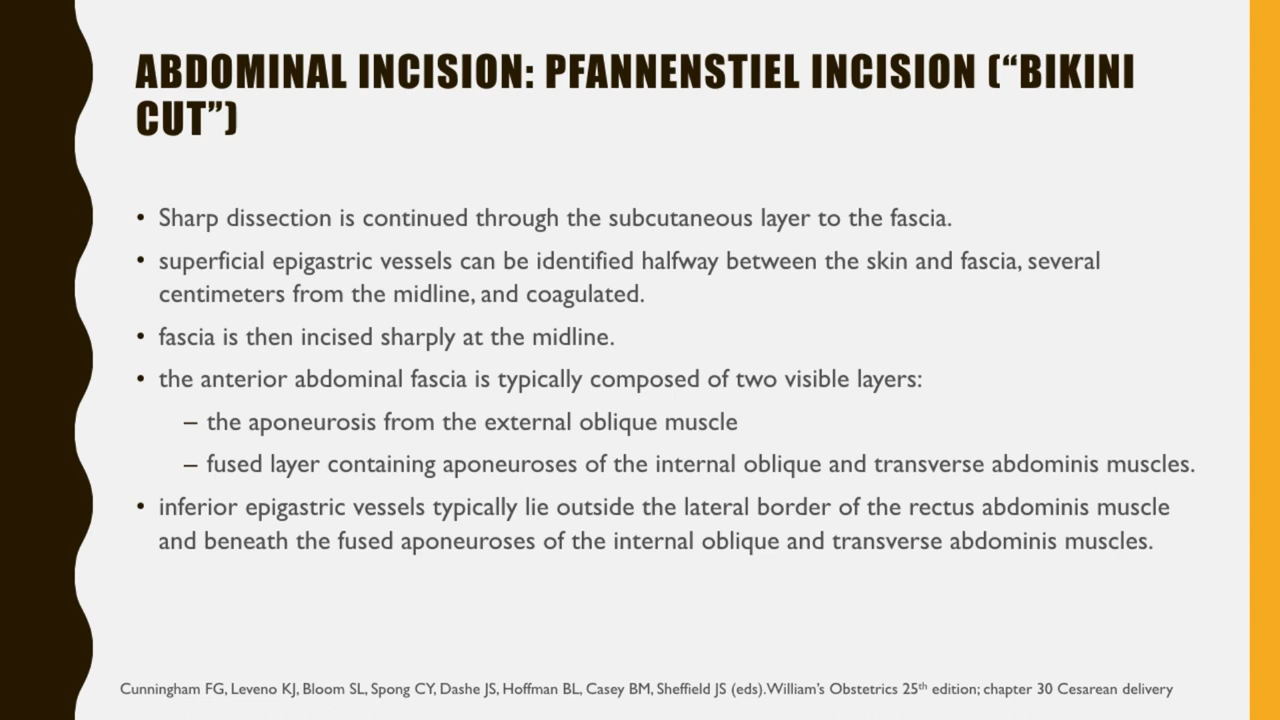 ABDOMINAL INCISION: PFANNENSTIEL INCISION (“BIKINI
CUT”)
• Sharp dissection is continued through the subcutaneous layer to the fascia.
• superficial epigastric vessels can be identified halfway between the skin and fascia, several
centimeters from the midline, and coagulated.
• fascia is then incised sharply at the midline.
• the anterior abdominal fascia is typically composed of two visible layers:
– the aponeurosis from the external oblique muscle
– fused layer containing aponeuroses of the internal oblique and transverse abdominis muscles.
• inferior epigastric vessels typically lie outside the lateral border of the rectus abdominis muscle
and beneath the fused aponeuroses of the internal oblique and transverse abdominis muscles.
Cunningham FG, Leveno KJ, Bloom SL, Spong CY, Dashe JS, Hoffman BL, Casey BM, Sheffield JS (eds).William’s Obstetrics 25th edition; chapter 30 Cesarean delivery